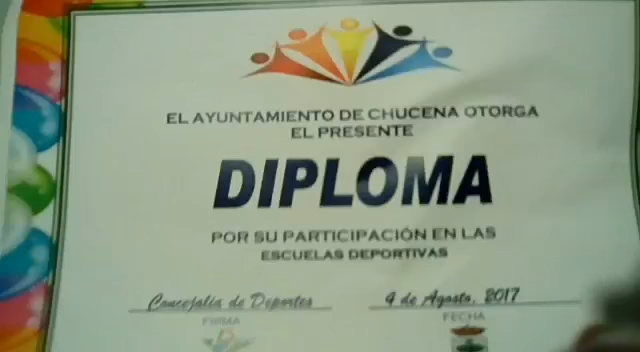 EL AYUNTAMIENTO DE CHUCENA OTORGA
EL PRESENTE
DIPLOMA
POR SU PARTICIPACIÓN EN LAS
ESCUELAS DEPORTIVAS
Concejalia de Deportes 9 de Agosto, 2017
FIRMA FECHA